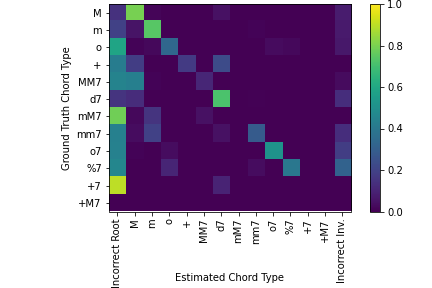 Ground Truth Chord Type
M
m
o
+
MM7
d7
mM7
mm7
o7
%7
+7
+M7
Incorrect Root
M
m
o
+
MM7
d7
mM7
mm7
o7
%7
+7
+M7
Incorrect Inv.
Estimated Chord Type
1.0
0.8
0.6
0.4
0.2
0.0